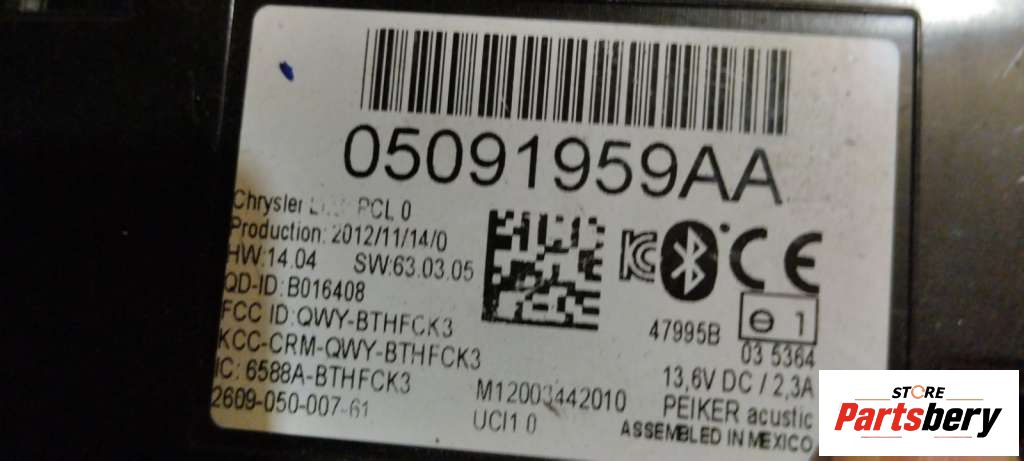 05091959AA
Chrysler PCL 0
Production: 2012/11/14/0
HW:14.04 SW:63.03.05
QD-ID: B016408
FCC ID: QWY-BTHFCK3
KCC-CRM-QWY-BTHFCK3
IC: 6588A-BTHFCK3
2609-050-007-61
M12003442010
UCI1 0
CE
47995B
1
03 5364
13,6V DC / 2,3A
PEIKER acustic
ASSEMBLED IN MEXICO
STORE
Partsbery